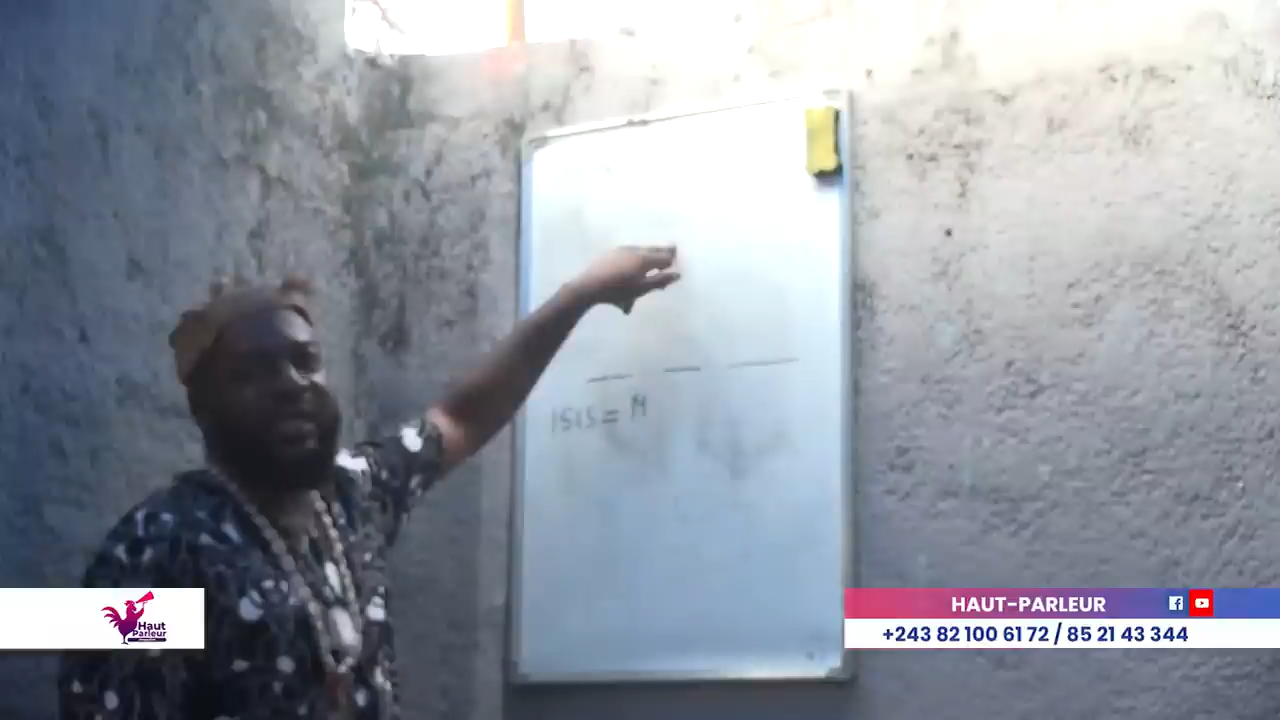 ISIS = M
Haut
Parleur
HAUT-PARLEUR
+243 82 100 61 72 / 85 21 43 344